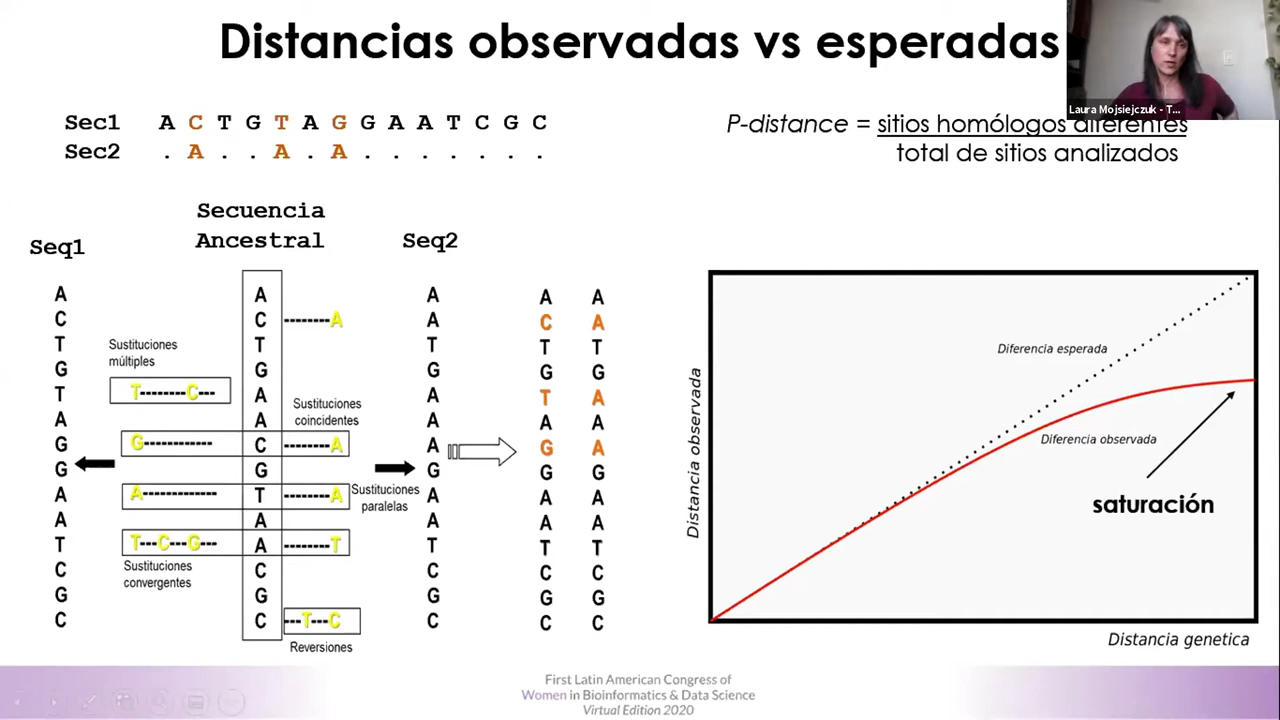 Distancias observadas vs esperadas
Laura Mojsiejczuk - T...
Sec1 A C T G T A G G A A T C G C
Sec2 . A . . A . A . . . . . . .
P-distance = sitios homólogos diferentes
total de sitios analizados
Secuencia
Ancestral
Seq1
Seq2
A A A A A
C C --------A A C A
T T T T T
Sustituciones
múltiples
G G G G G
T T--------C--- A A T A
Sustituciones
coincidentes
A A A A A
G G------------ C --------A A G A
G G G G G
Sustituciones
paralelas
A A------------- T --------A A A A
A A A A A
T T---C---G--- A --------T T T T
Sustituciones
convergentes
C C C C C
G G G G G
C C ---T---C C C C
Reversiones
Distancia observada
Diferencia esperada
Diferencia observada
saturación
Distancia genetica
First Latin American Congress of
Women in Bioinformatics & Data Science
Virtual Edition 2020